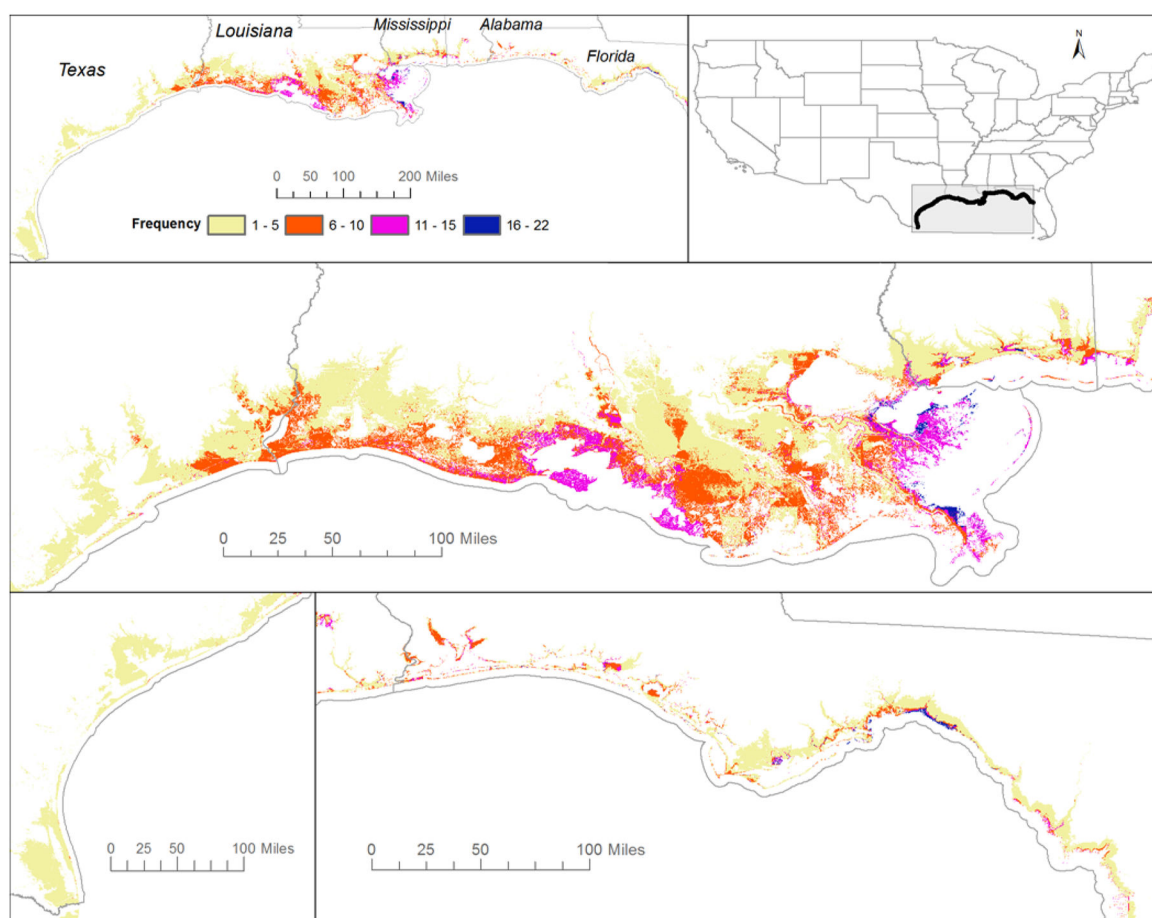 Louisiana
Mississippi
Alabama
Florida
Texas
N
0 50 100 200 Miles
Frequency 1 - 5 6 - 10 11 - 15 16 - 22
0 25 50 100 Miles
0 25 50 100 Miles
0 25 50 100 Miles